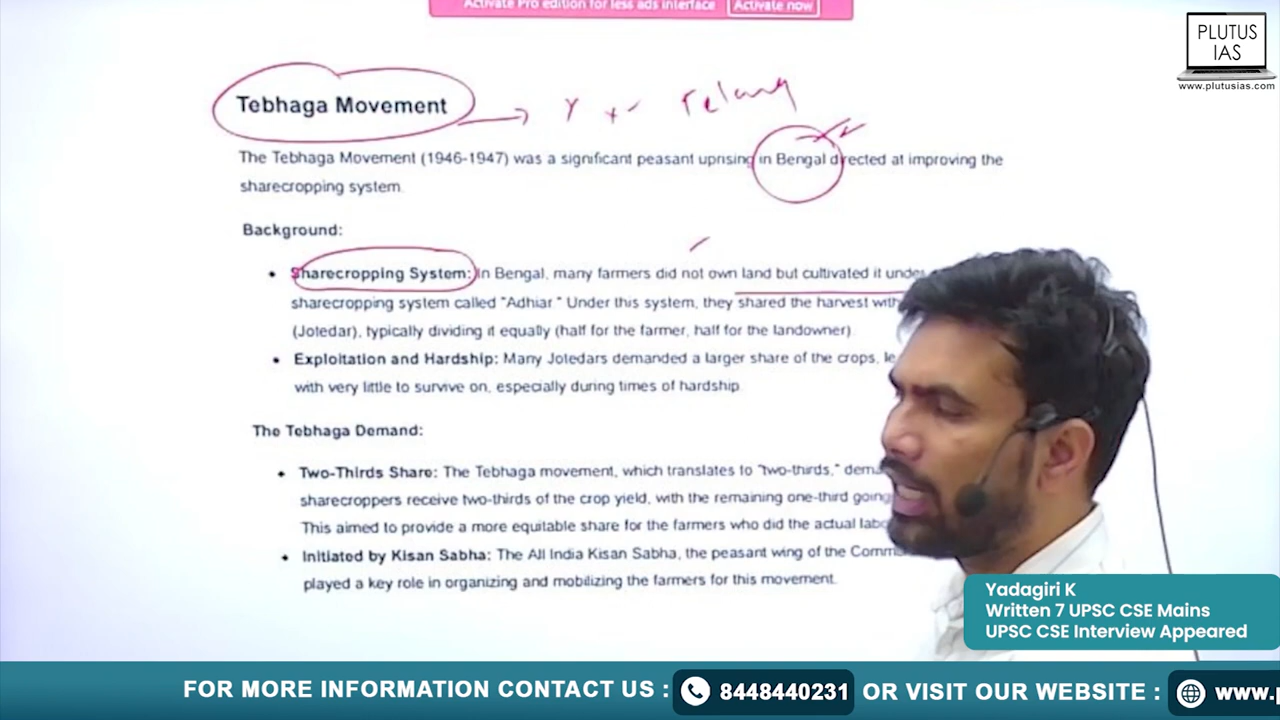 Activate Pro edition for less ads interface Activate now
PLUTUS
IAS
www.plutusias.com
Tebhaga Movement
Telang
The Tebhaga Movement (1946-1947) was a significant peasant uprising in Bengal directed at improving the
sharecropping system.
Background:
• Sharecropping System: In Bengal, many farmers did not own land but cultivated it under
sharecropping system called "Adhiar." Under this system, they shared the harvest with
(Jotedar), typically dividing it equally (half for the farmer, half for the landowner).
• Exploitation and Hardship: Many Jotedars demanded a larger share of the crops,
with very little to survive on, especially during times of hardship.
The Tebhaga Demand:
• Two-Thirds Share: The Tebhaga movement, which translates to "two-thirds,"
sharecroppers receive two-thirds of the crop yield, with the remaining one-third going
This aimed to provide a more equitable share for the farmers who did the actual
• Initiated by Kisan Sabha: The All India Kisan Sabha, the peasant wing of the
played a key role in organizing and mobilizing the farmers for this movement.
Yadagiri K
Written 7 UPSC CSE Mains
UPSC CSE Interview Appeared
FOR MORE INFORMATION CONTACT US : 8448440231 OR VISIT OUR WEBSITE : www.